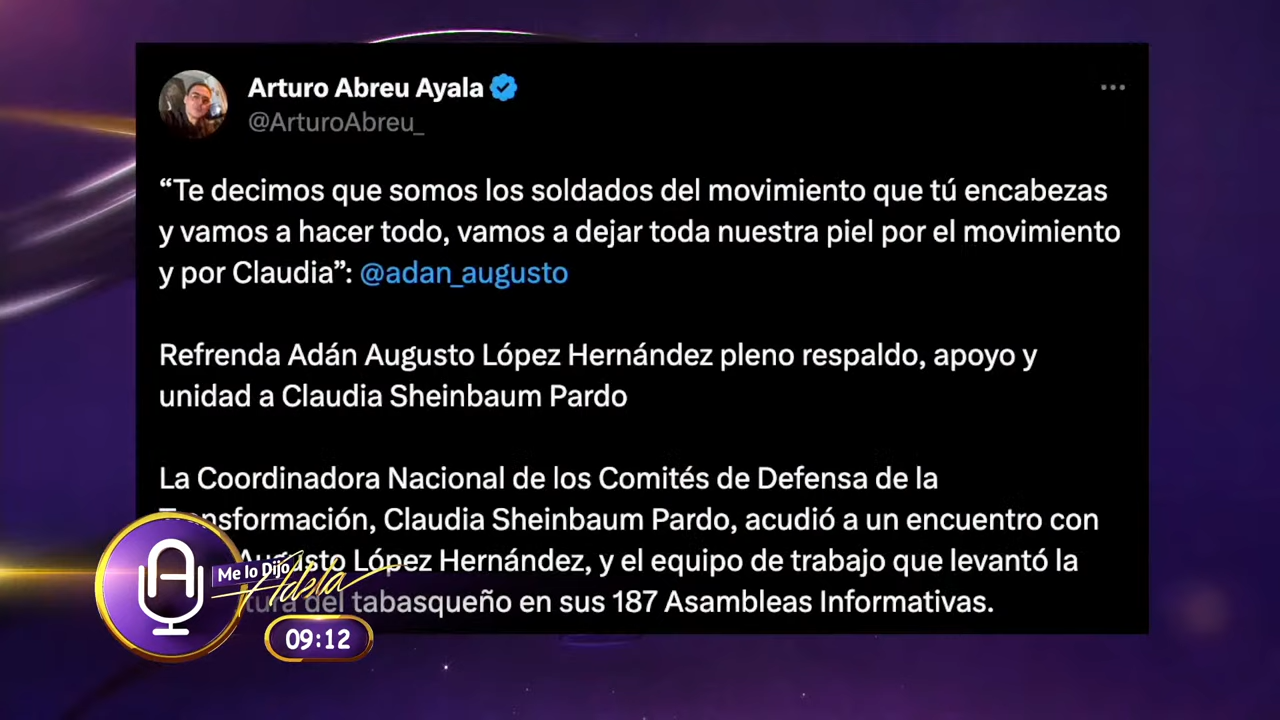 Arturo Abreu Ayala
@ArturoAbreu_
“Te decimos que somos los soldados del movimiento que tú encabezas
y vamos a hacer todo, vamos a dejar toda nuestra piel por el movimiento
y por Claudia”: @adan_augusto
Refrenda Adán Augusto López Hernández pleno respaldo, apoyo y
unidad a Claudia Sheinbaum Pardo
La Coordinadora Nacional de los Comités de Defensa de la
Transformación, Claudia Sheinbaum Pardo, acudió a un encuentro con
Augusto López Hernández, y el equipo de trabajo que levantó la
del tabasqueño en sus 187 Asambleas Informativas.
Me lo Dijo
Adela
09:12